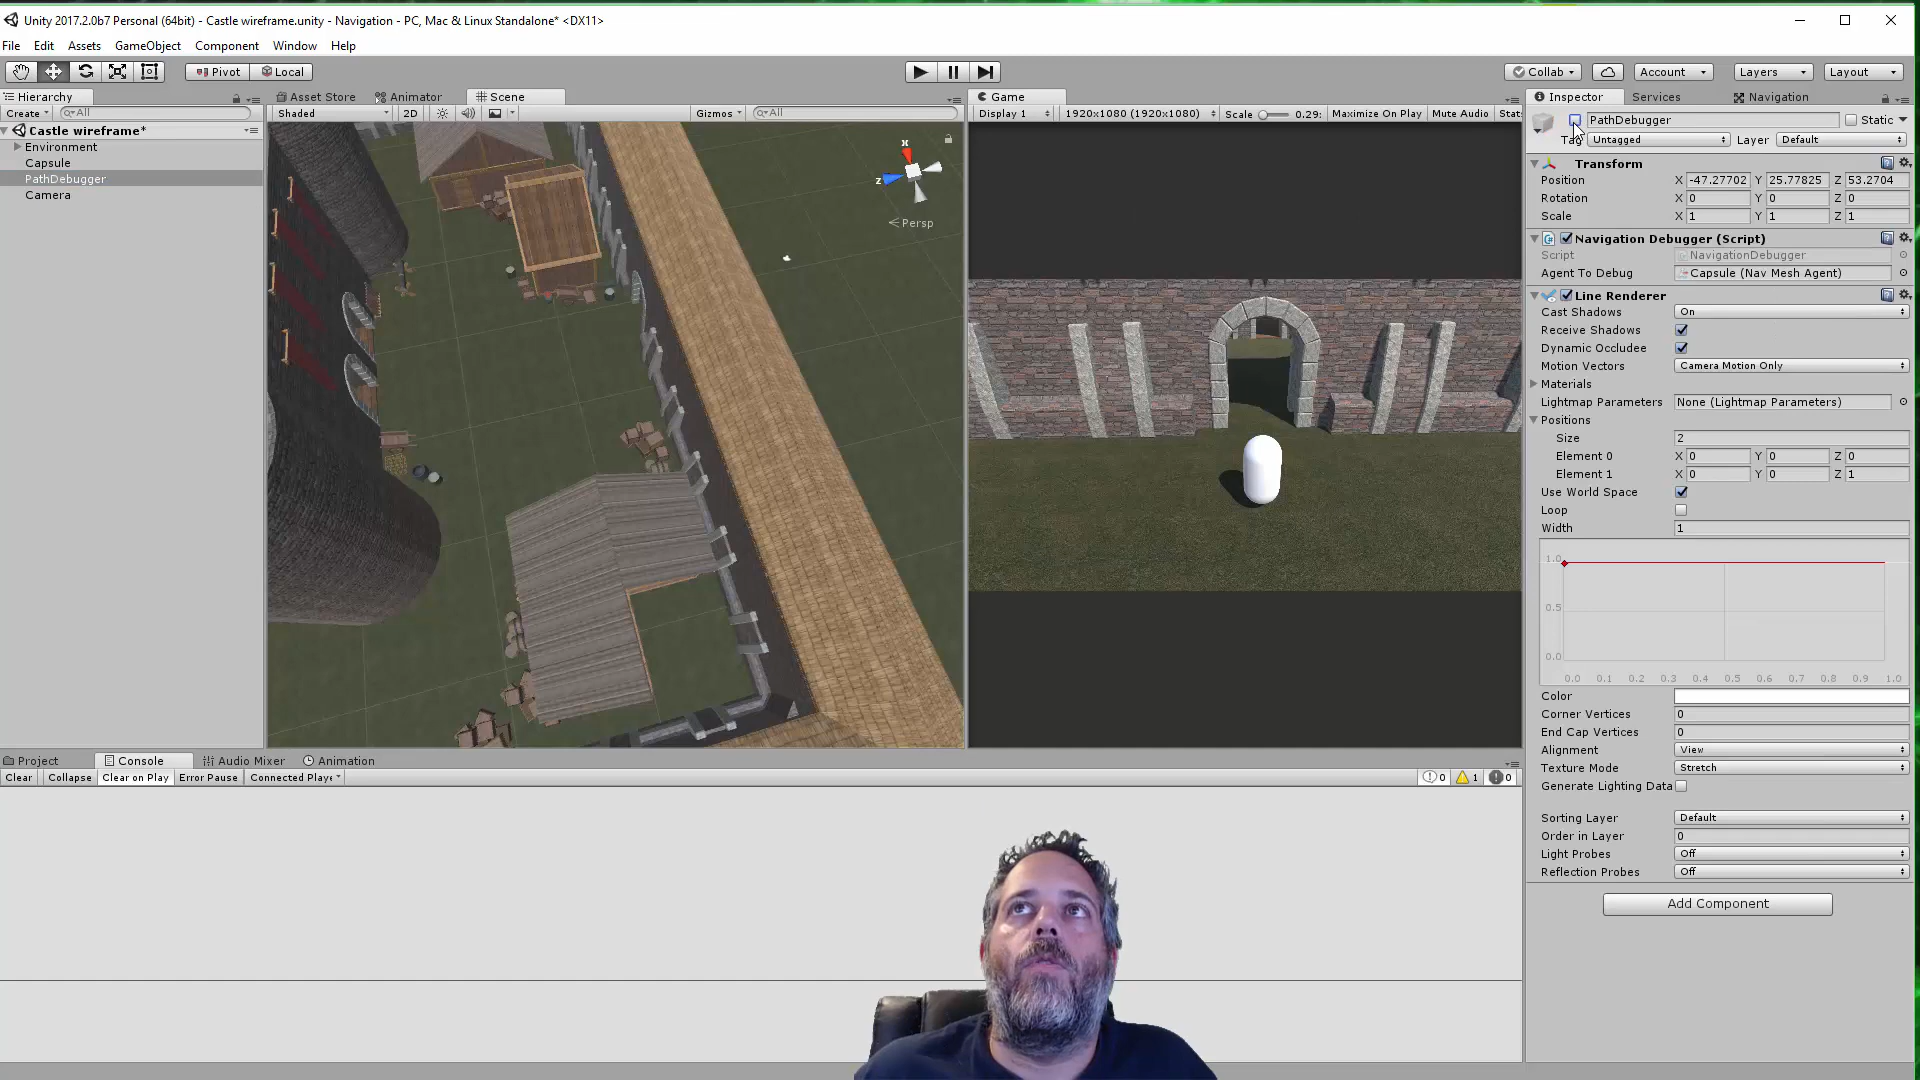 Unity 2017.2.0b7 Personal (64bit) - Castle wireframe.unity - Navigation - PC, Mac & Linux Standalone* <DX11>
File Edit Assets GameObject Component Window Help
Pivot Local Collab Account Layers Layout
Hierarchy Asset Store Animator Scene Game Inspector Services Navigation
Create All Shaded 2D Gizmos All Display 1 1920x1080 (1920x1080) Scale 0.29: Maximize On Play Mute Audio Stats
Castle wireframe*
Environment
Capsule
PathDebugger
Camera
x
z
Persp
PathDebugger Static
Tag Untagged Layer Default
Transform
Position X -47.27702 Y 25.77825 Z 53.2704
Rotation X 0 Y 0 Z 0
Scale X 1 Y 1 Z 1
Navigation Debugger (Script)
Script NavigationDebugger
Agent To Debug Capsule (Nav Mesh Agent)
Line Renderer
Cast Shadows On
Receive Shadows
Dynamic Occludee
Motion Vectors Camera Motion Only
Materials
Lightmap Parameters None (Lightmap Parameters)
Positions
Size 2
Element 0 X 0 Y 0 Z 0
Element 1 X 0 Y 0 Z 1
Use World Space
Loop
Width 1
1.0
0.5
0.0
0.0 0.1 0.2 0.3 0.4 0.5 0.6 0.7 0.8 0.9 1.0
Color
Corner Vertices 0
End Cap Vertices 0
Alignment View
Texture Mode Stretch
Generate Lighting Data
Sorting Layer Default
Order in Layer 0
Light Probes Off
Reflection Probes Off
Add Component
Project Console Audio Mixer Animation
Clear Collapse Clear on Play Error Pause Connected Playe 0 1 0